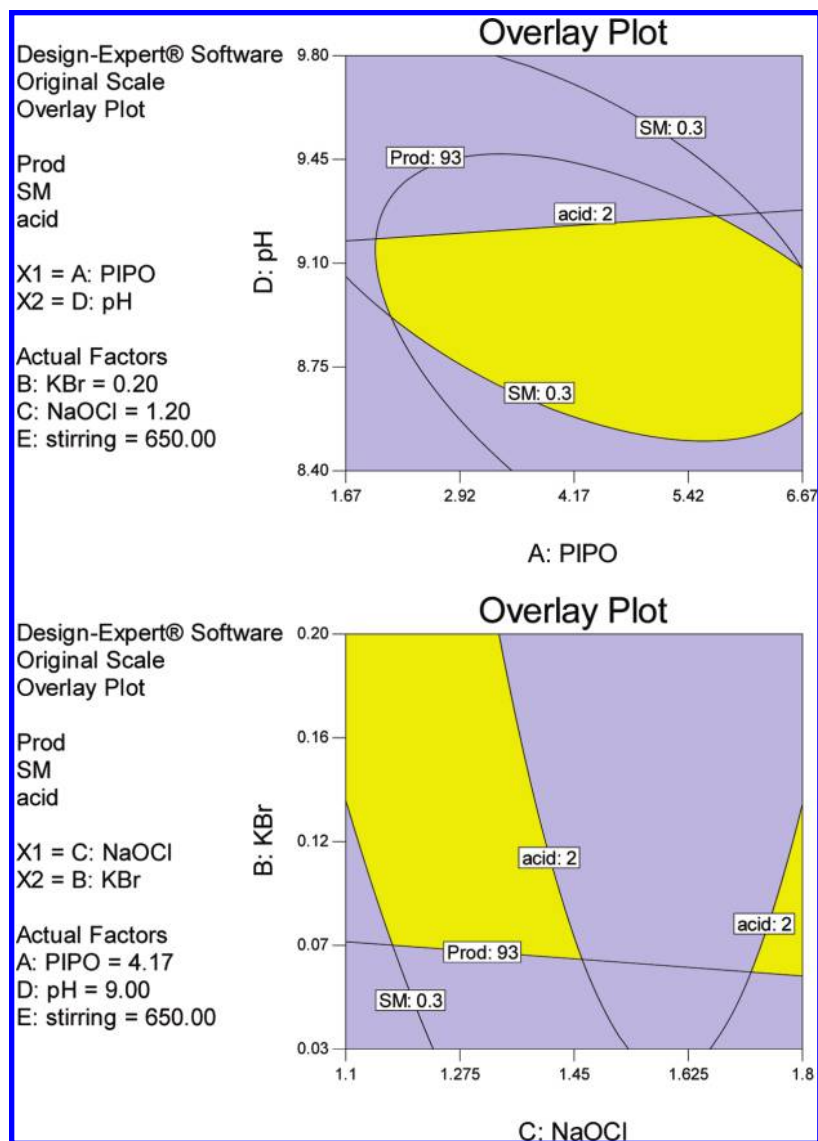 Overlay Plot
Design-Expert® Software
Original Scale
Overlay Plot
Prod
SM
acid
X1 = A: PIPO
X2 = D: pH
Actual Factors
B: KBr = 0.20
C: NaOCl = 1.20
E: stirring = 650.00
D: pH
9.80
9.45
9.10
8.75
8.40
SM: 0.3
Prod: 93
acid: 2
SM: 0.3
1.67 2.92 4.17 5.42 6.67
A: PIPO
Overlay Plot
Design-Expert® Software
Original Scale
Overlay Plot
Prod
SM
acid
X1 = C: NaOCl
X2 = B: KBr
Actual Factors
A: PIPO = 4.17
D: pH = 9.00
E: stirring = 650.00
B: KBr
0.20
0.16
0.12
0.07
0.03
acid: 2
acid: 2
Prod: 93
SM: 0.3
1.1 1.275 1.45 1.625 1.8
C: NaOCl